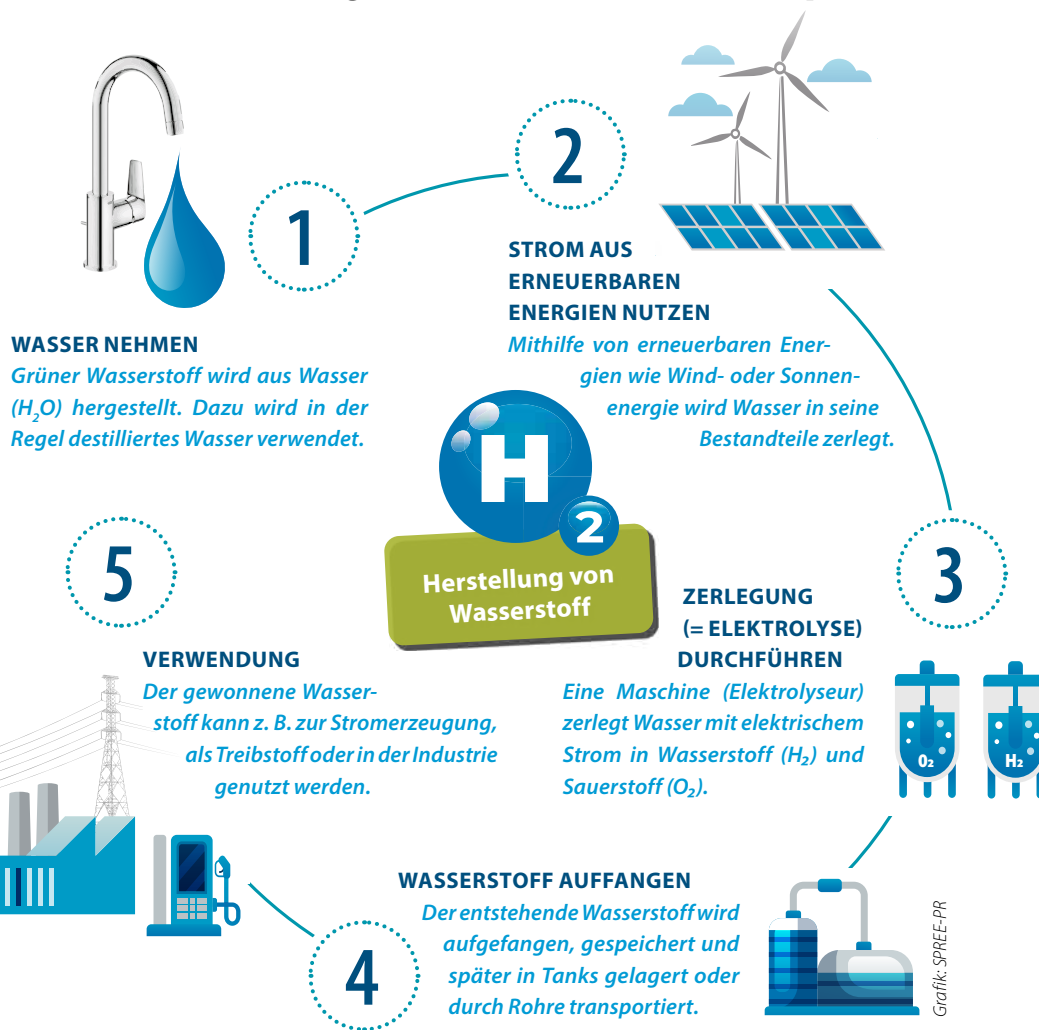 1
WASSER NEHMEN
Grüner Wasserstoff wird aus Wasser
(H₂O) hergestellt. Dazu wird in der
Regel destilliertes Wasser verwendet.
2
STROM AUS
ERNEUERBAREN
ENERGIEN NUTZEN
Mithilfe von erneuerbaren Ener-
gien wie Wind- oder Sonnen-
energie wird Wasser in seine
Bestandteile zerlegt.
H
2
Herstellung von
Wasserstoff
3
ZERLEGUNG
(= ELEKTROLYSE)
DURCHFÜHREN
Eine Maschine (Elektrolyseur)
zerlegt Wasser mit elektrischem
Strom in Wasserstoff (H₂) und
Sauerstoff (O₂).
O₂
H₂
4
WASSERSTOFF AUFFANGEN
Der entstehende Wasserstoff wird
aufgefangen, gespeichert und
später in Tanks gelagert oder
durch Rohre transportiert.
5
VERWENDUNG
Der gewonnene Wasser-
stoff kann z. B. zur Stromerzeugung,
als Treibstoff oder in der Industrie
genutzt werden.
Grafik: SPREE-PR